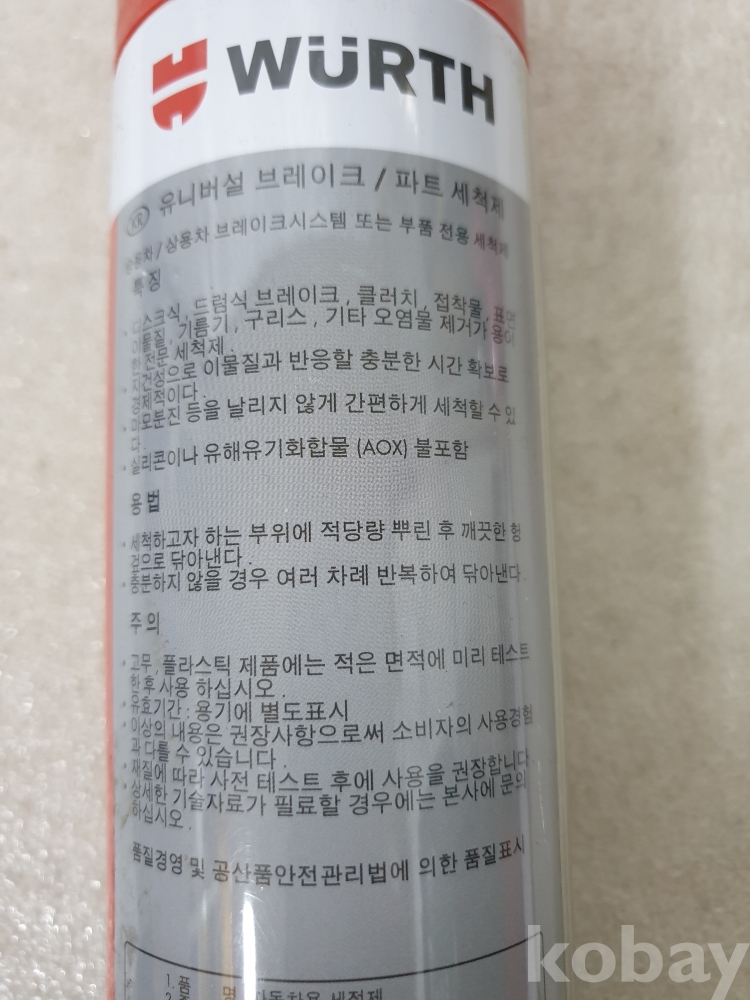 WÜRTH
KR 유니버설 브레이크 / 파트 세척제
승용차 / 상용차 브레이크시스템 또는 부품 전용 세척제
특 징
디스크식 , 드럼식 브레이크 , 클러치 , 접착물 , 표면
이물질 , 기름기 , 구리스 , 기타 오염물 제거가 용이
한 전문 세척제 .
· 지건성으로 이물질과 반응할 충분한 시간 확보로
경제적이다 .
· 마모분진 등을 날리지 않게 간편하게 세척할 수 있
다 .
· 실리콘이나 유해유기화합물 (AOX) 불포함
용 법
· 세척하고자 하는 부위에 적당량 뿌린 후 깨끗한 헝
겊으로 닦아낸다 .
· 충분하지 않을 경우 여러 차례 반복하여 닦아낸다 .
주 의
· 고무 , 플라스틱 제품에는 적은 면적에 미리 테스트
한 후 사용 하십시오 .
· 유효기간 : 용기에 별도표시
· 이상의 내용은 권장사항으로써 소비자의 사용경험
과 다를 수 있습니다 .
· 재질에 따라 사전 테스트 후에 사용을 권장합니다
· 상세한 기술자료가 필료할 경우에는 본사에 문의
하십시오 .
품질경영 및 공산품안전관리법에 의한 품질표시
1. 품 명 자동차용 세정제
kobay